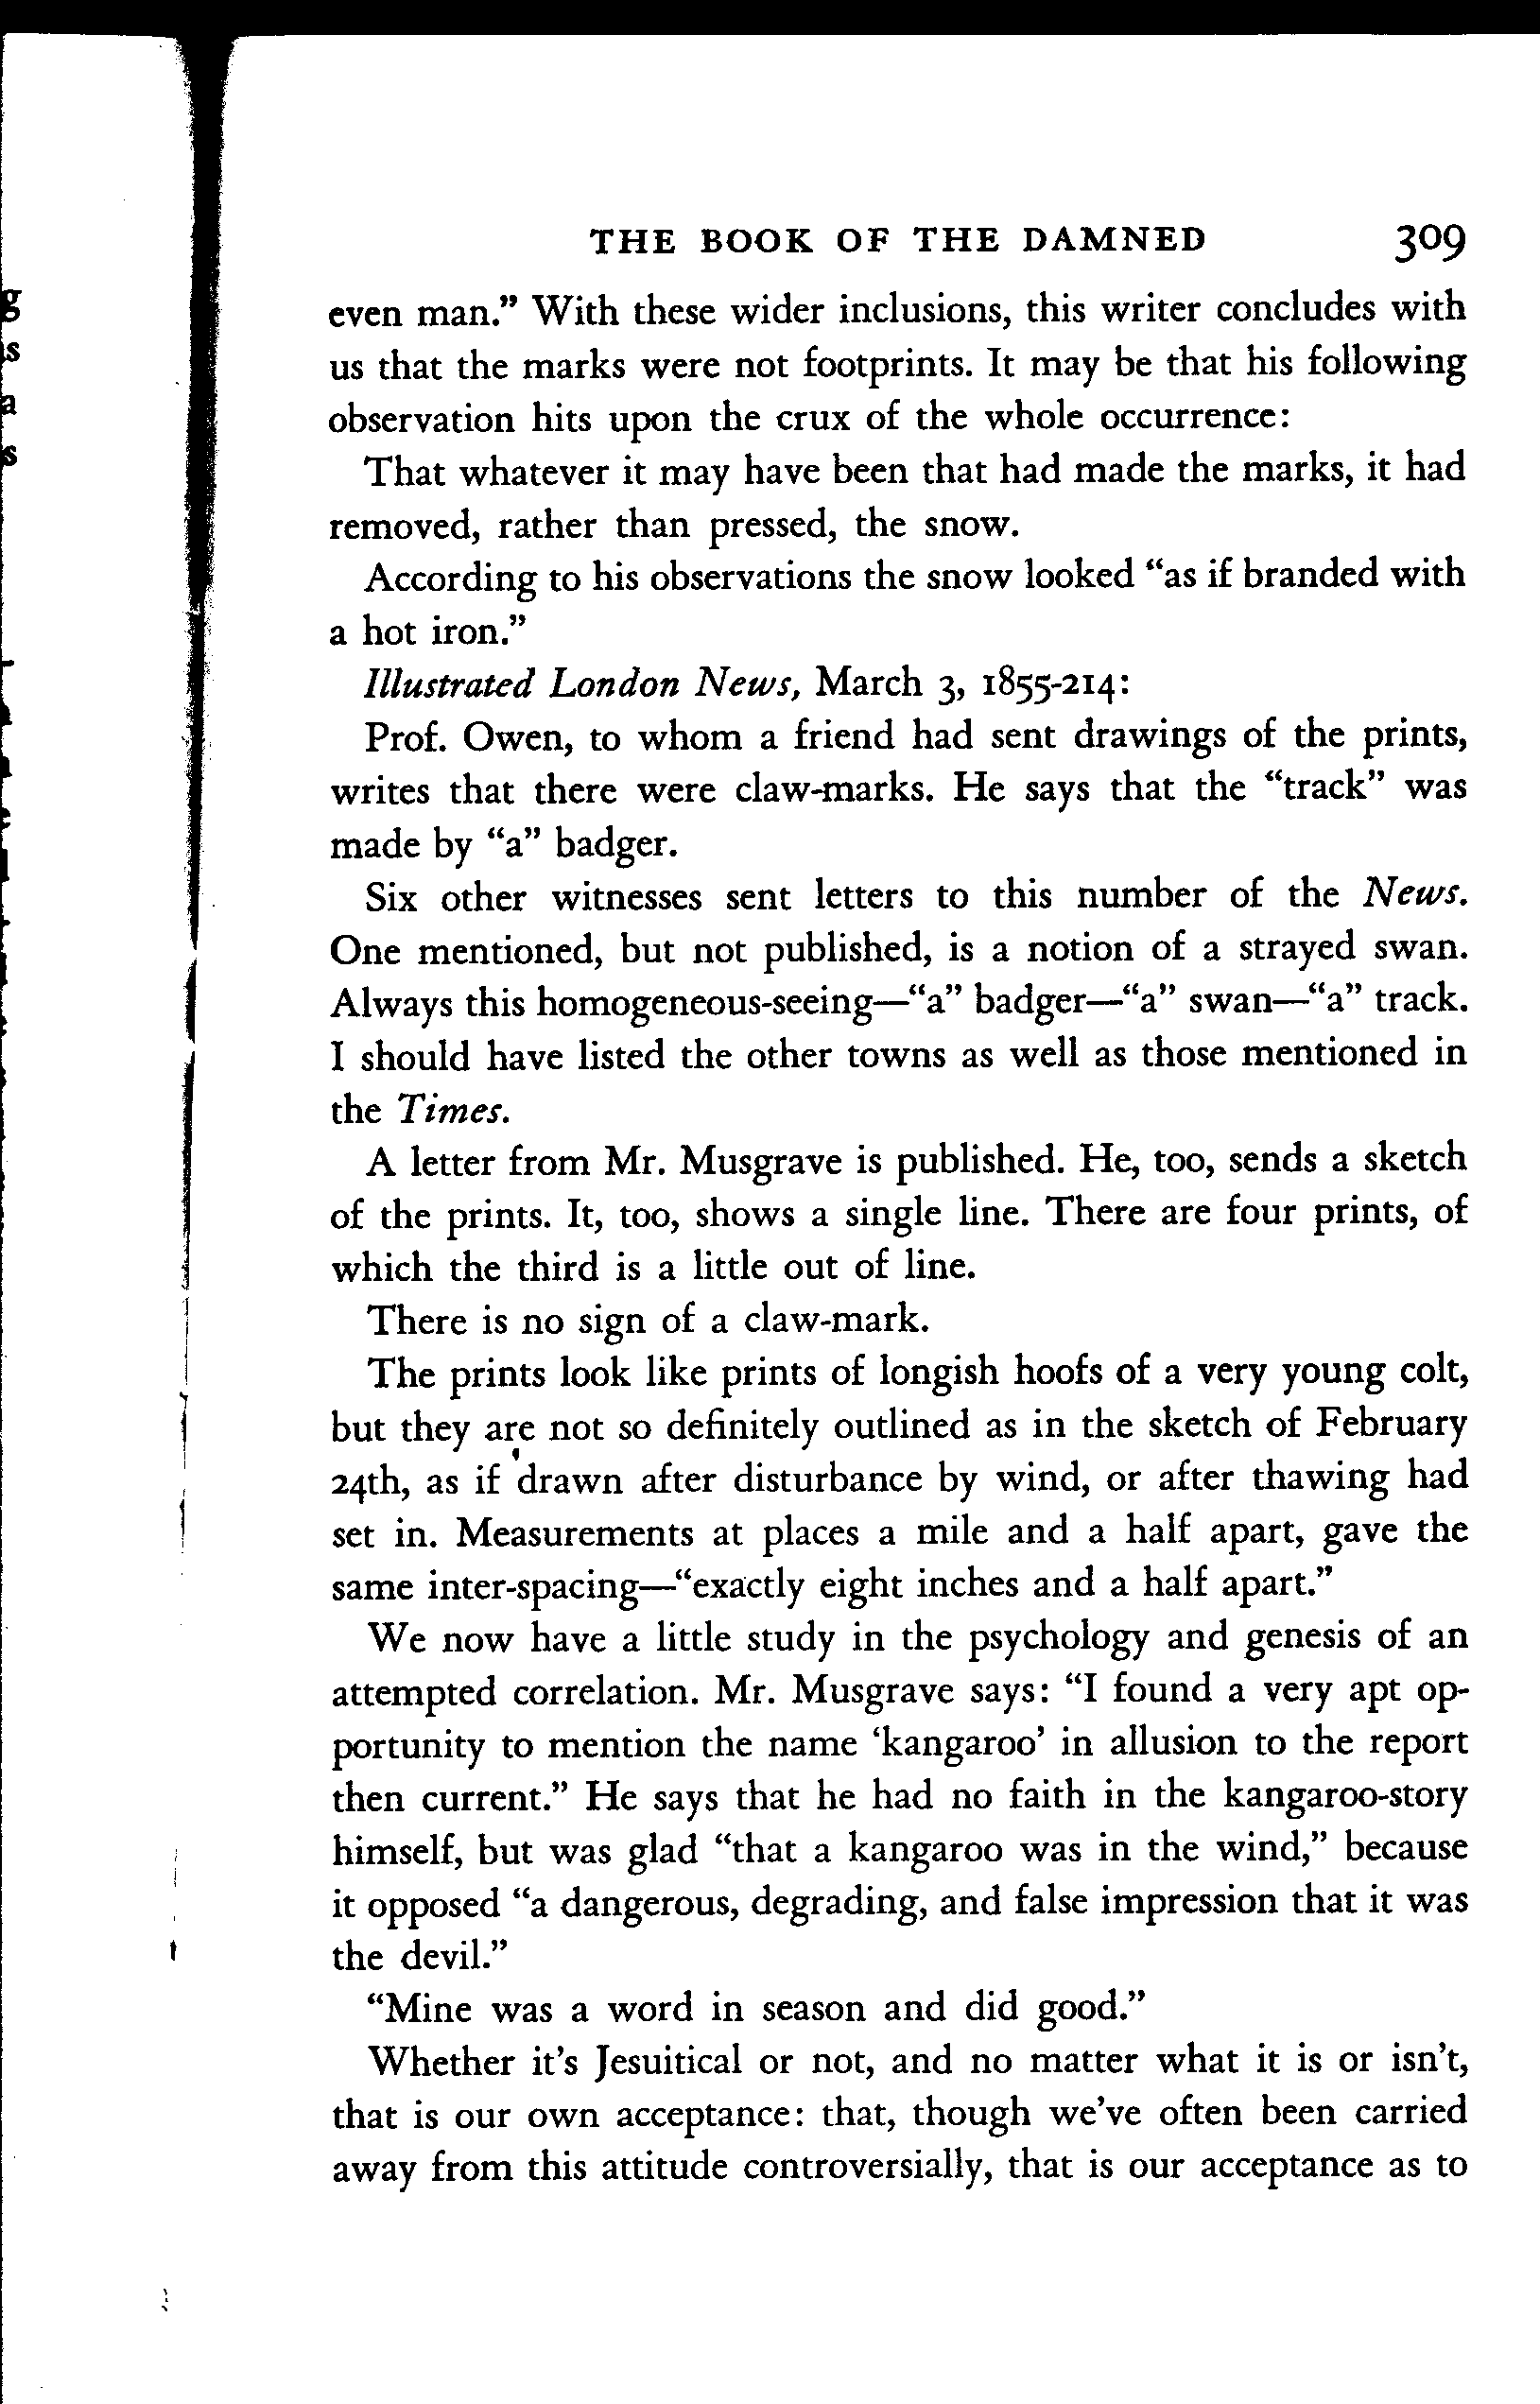 THE BOOK OF THE DAMNED 309
even man.” With these wider inclusions, this writer concludes with
us that the marks were not footprints. It may be that his following
observation hits upon the crux of the whole occurrence:
That whatever it may have been that had made the marks, it had
removed, rather than pressed, the snow.
According to his observations the snow looked “as if branded with
a hot iron.”
Illustrated London News, March 3, 1855-214:
Prof. Owen, to whom a friend had sent drawings of the prints,
writes that there were claw-marks. He says that the “track” was
made by “a” badger.
Six other witnesses sent letters to this number of the News.
One mentioned, but not published, is a notion of a strayed swan.
Always this homogeneous-seeing—“a” badger—“a” swan—“a” track.
I should have listed the other towns as well as those mentioned in
the Times.
A letter from Mr. Musgrave is published. He, too, sends a sketch
of the prints. It, too, shows a single line. There are four prints, of
which the third is a little out of line.
There is no sign of a claw-mark.
The prints look like prints of longish hoofs of a very young colt,
but they are not so definitely outlined as in the sketch of February
24th, as if drawn after disturbance by wind, or after thawing had
set in. Measurements at places a mile and a half apart, gave the
same inter-spacing—“exactly eight inches and a half apart.”
We now have a little study in the psychology and genesis of an
attempted correlation. Mr. Musgrave says: “I found a very apt op-
portunity to mention the name ‘kangaroo’ in allusion to the report
then current.” He says that he had no faith in the kangaroo-story
himself, but was glad “that a kangaroo was in the wind,” because
it opposed “a dangerous, degrading, and false impression that it was
the devil.”
“Mine was a word in season and did good.”
Whether it’s Jesuitical or not, and no matter what it is or isn’t,
that is our own acceptance: that, though we’ve often been carried
away from this attitude controversially, that is our acceptance as to